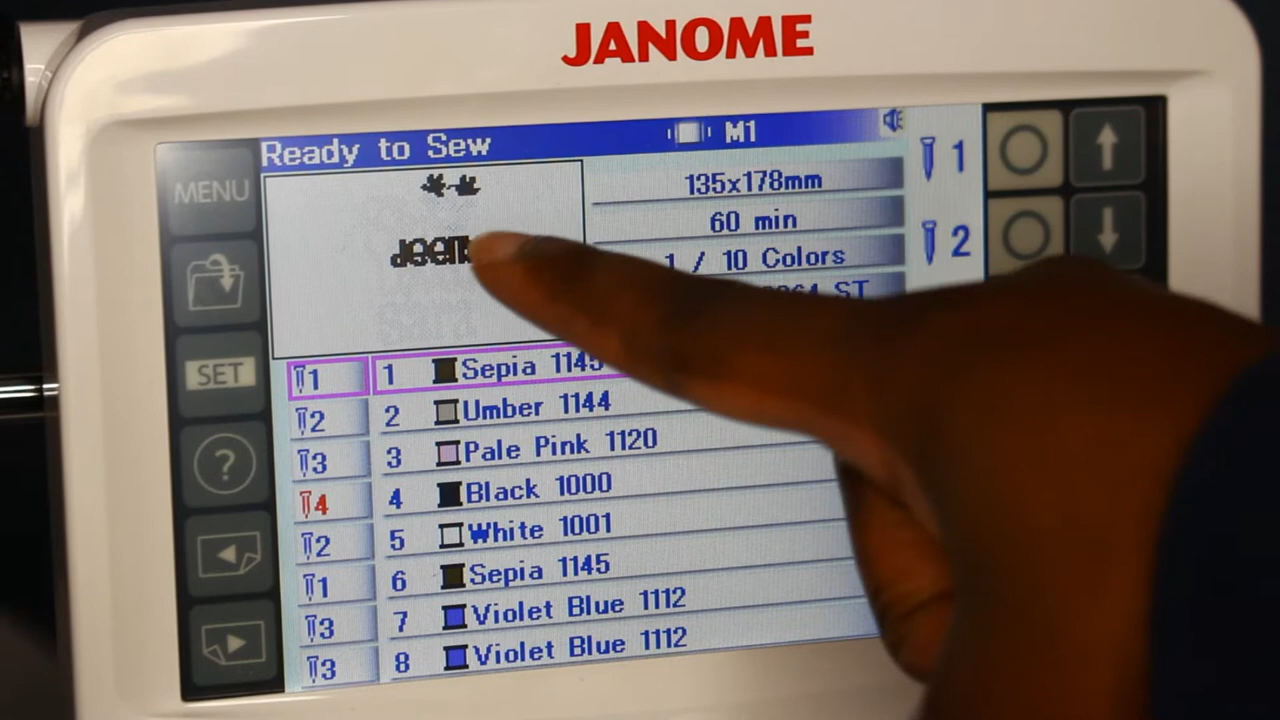 JANOME
Ready to Sew
M1
MENU
135x178mm
60 min
1 / 10 Colors
ST
1
2
SET
?
1 1 Sepia 1145
2 2 Umber 1144
3 3 Pale Pink 1120
4 4 Black 1000
2 5 White 1001
1 6 Sepia 1145
3 7 Violet Blue 1112
3 8 Violet Blue 1112